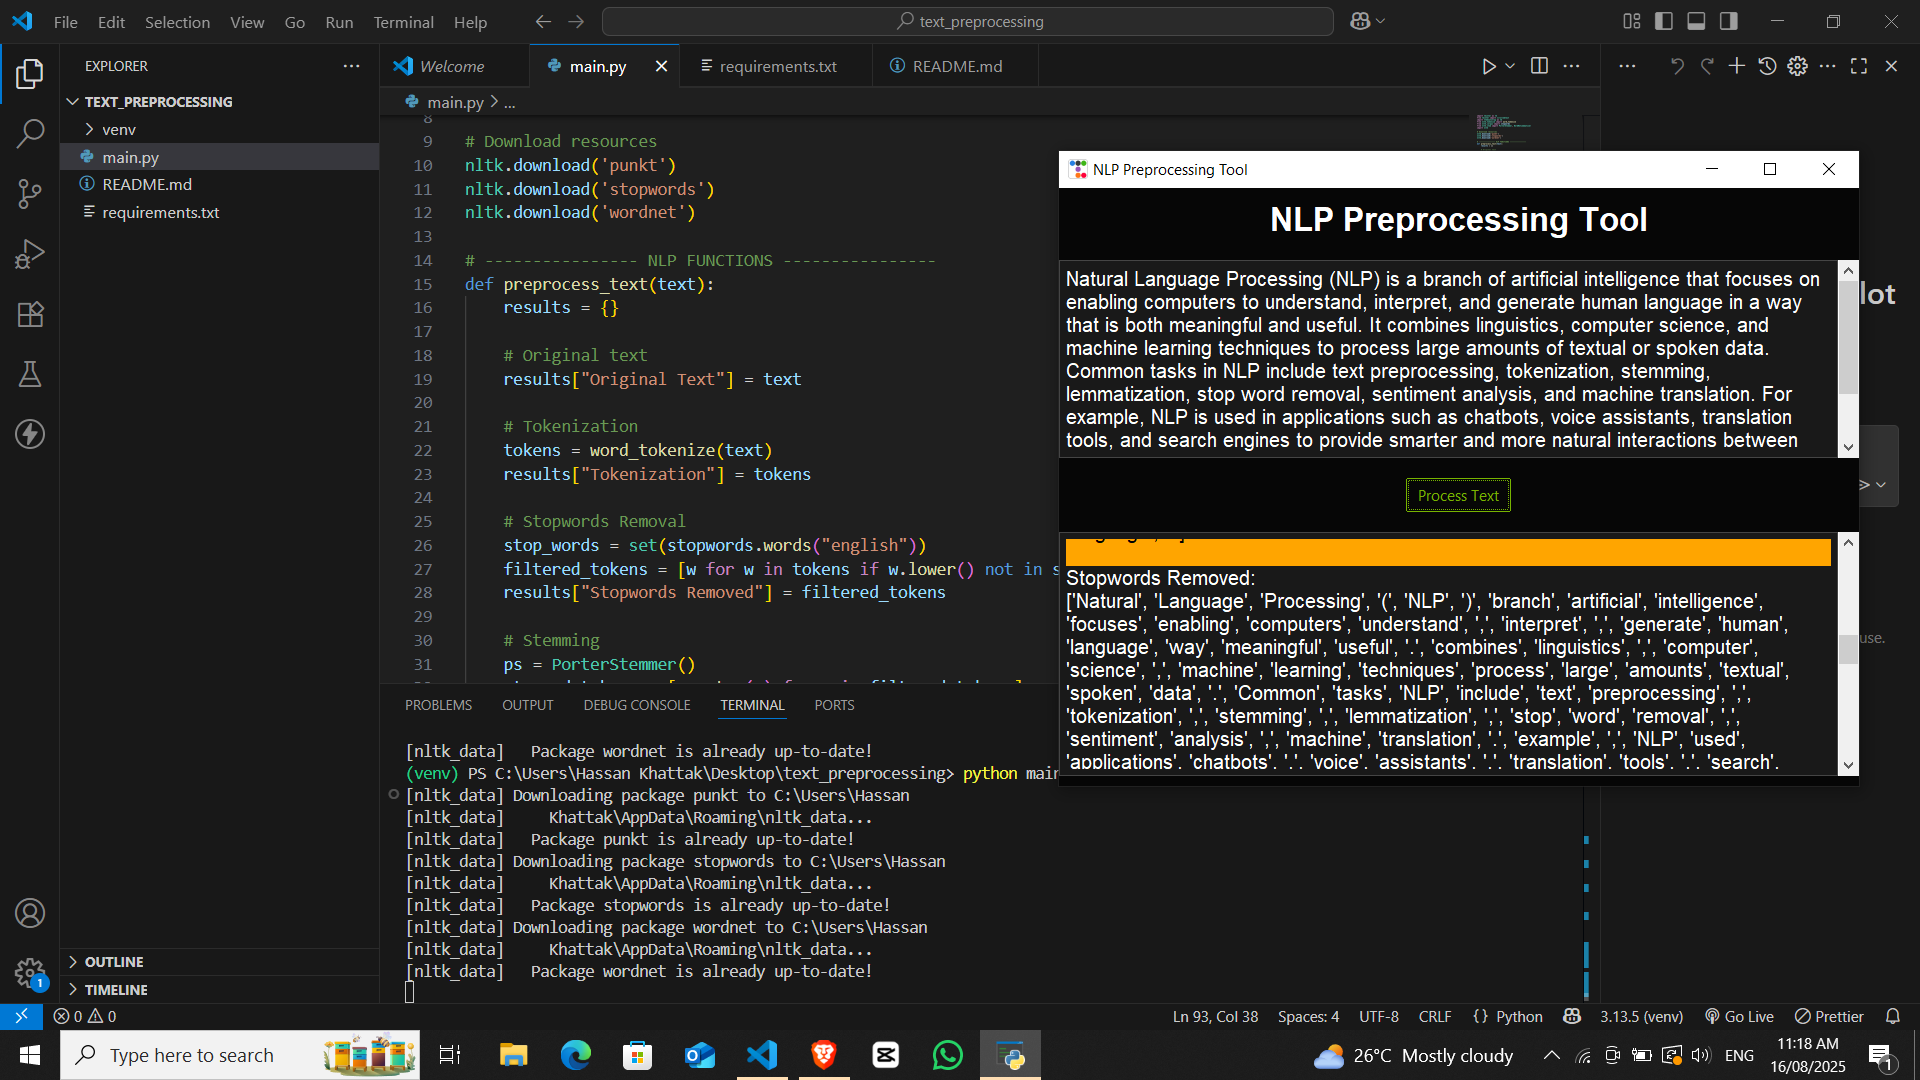 File Edit Selection View Go Run Terminal Help
text_preprocessing
EXPLORER
TEXT_PREPROCESSING
venv
main.py
README.md
requirements.txt
OUTLINE
TIMELINE
Welcome
main.py
requirements.txt
README.md
main.py > ...
8
9 # Download resources
10 nltk.download('punkt')
11 nltk.download('stopwords')
12 nltk.download('wordnet')
13
14 # ---------------- NLP FUNCTIONS ----------------
15 def preprocess_text(text):
16 results = {}
17
18 # Original text
19 results["Original Text"] = text
20
21 # Tokenization
22 tokens = word_tokenize(text)
23 results["Tokenization"] = tokens
24
25 # Stopwords Removal
26 stop_words = set(stopwords.words("english"))
27 filtered_tokens = [w for w in tokens if w.lower() not in s
28 results["Stopwords Removed"] = filtered_tokens
29
30 # Stemming
31 ps = PorterStemmer()
PROBLEMS OUTPUT DEBUG CONSOLE TERMINAL PORTS
[nltk_data]   Package wordnet is already up-to-date!
(venv) PS C:\Users\Hassan Khattak\Desktop\text_preprocessing> python main
[nltk_data] Downloading package punkt to C:\Users\Hassan
[nltk_data]     Khattak\AppData\Roaming\nltk_data...
[nltk_data]   Package punkt is already up-to-date!
[nltk_data] Downloading package stopwords to C:\Users\Hassan
[nltk_data]     Khattak\AppData\Roaming\nltk_data...
[nltk_data]   Package stopwords is already up-to-date!
[nltk_data] Downloading package wordnet to C:\Users\Hassan
[nltk_data]     Khattak\AppData\Roaming\nltk_data...
[nltk_data]   Package wordnet is already up-to-date!
NLP Preprocessing Tool
NLP Preprocessing Tool
Natural Language Processing (NLP) is a branch of artificial intelligence that focuses on
enabling computers to understand, interpret, and generate human language in a way
that is both meaningful and useful. It combines linguistics, computer science, and
machine learning techniques to process large amounts of textual or spoken data.
Common tasks in NLP include text preprocessing, tokenization, stemming,
lemmatization, stop word removal, sentiment analysis, and machine translation. For
example, NLP is used in applications such as chatbots, voice assistants, translation
tools, and search engines to provide smarter and more natural interactions between
Process Text
Stopwords Removed:
['Natural', 'Language', 'Processing', '(', 'NLP', ')', 'branch', 'artificial', 'intelligence',
'focuses', 'enabling', 'computers', 'understand', ',', 'interpret', ',', 'generate', 'human',
'language', 'way', 'meaningful', 'useful', '.', 'combines', 'linguistics', ',', 'computer',
'science', ',', 'machine', 'learning', 'techniques', 'process', 'large', 'amounts', 'textual',
'spoken', 'data', '.', 'Common', 'tasks', 'NLP', 'include', 'text', 'preprocessing', ',',
'tokenization', ',', 'stemming', ',', 'lemmatization', ',', 'stop', 'word', 'removal', ',',
'sentiment', 'analysis', ',', 'machine', 'translation', '.', 'example', ',', 'NLP', 'used',
'applications', 'chatbots', ',', 'voice', 'assistants', ',', 'translation', 'tools', ',', 'search',
lot
use.
1
0 0
Ln 93, Col 38 Spaces: 4 UTF-8 CRLF {} Python 3.13.5 (venv) Go Live Prettier
Type here to search
26°C Mostly cloudy
ENG
11:18 AM
16/08/2025
1